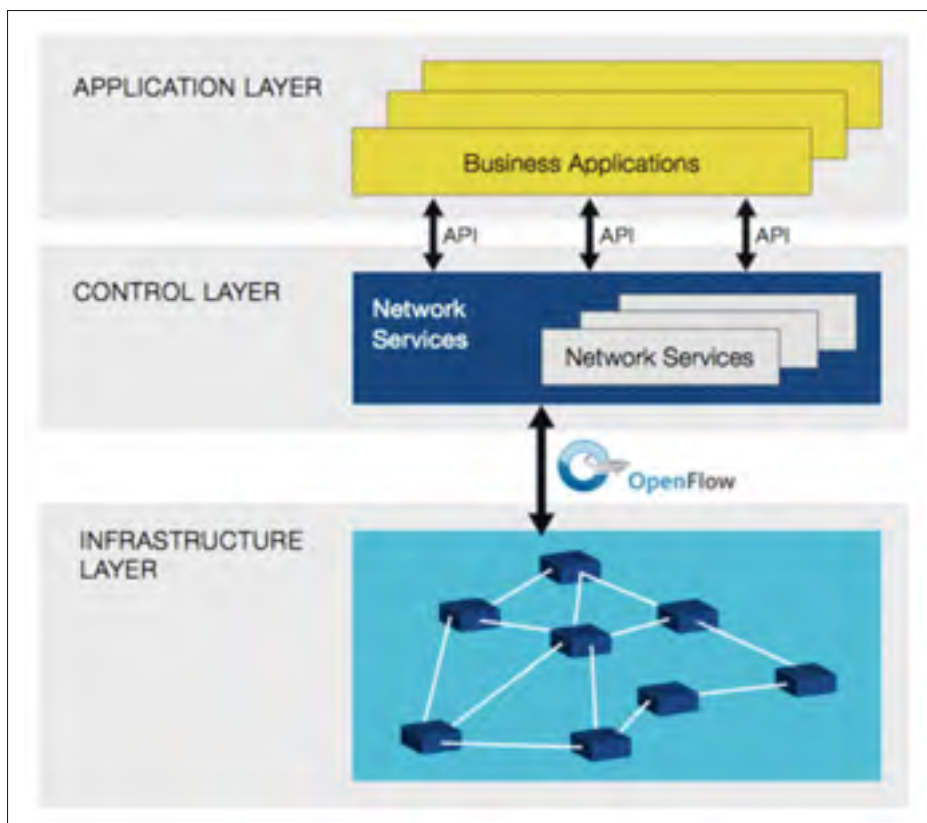 APPLICATION LAYER
Business Applications
API
API
API
CONTROL LAYER
Network
Services
Network Services
OpenFlow
INFRASTRUCTURE
LAYER